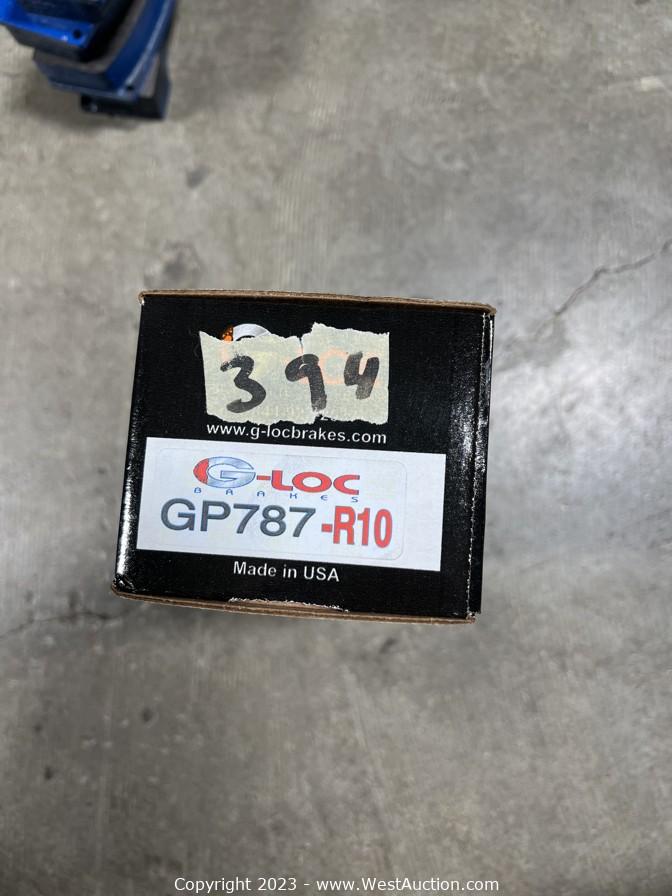 394
www.g-locbrakes.com
G-LOC
BRAKES
GP787-R10
Made in USA
Copyright 2023 - www.WestAuction.com